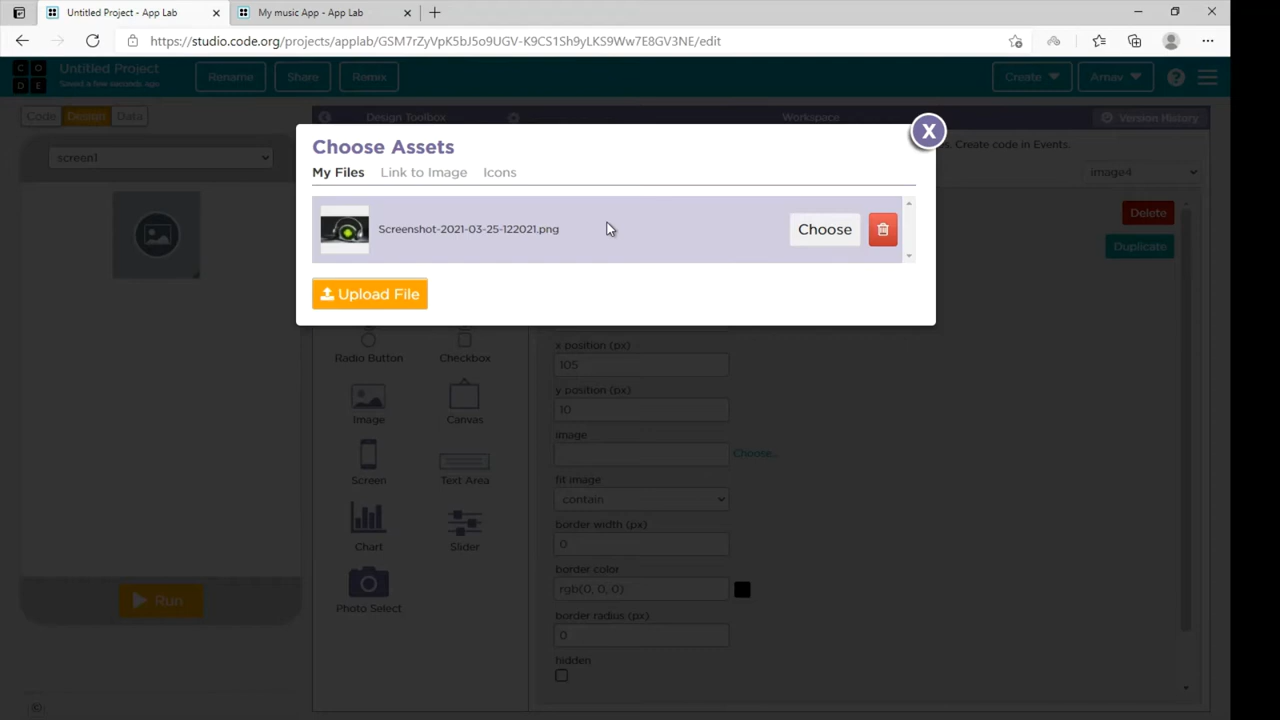 Untitled Project - App Lab
My music App - App Lab
https://studio.code.org/projects/applab/GSM7rZyVpK5bJ5o9UGV-K9CS1Sh9yLKS9Ww7E8GV3NE/edit
C O
D E
Untitled Project
Saved a few seconds ago
Rename
Share
Remix
Create
Arnav
?
Code
Design
Data
Design Toolbox
Workspace
Version History
screen1
es. Create code in Events.
image4
Choose Assets
X
My Files
Link to Image
Icons
Screenshot-2021-03-25-122021.png
Choose
Upload File
Delete
Duplicate
Radio Button
Checkbox
Image
Canvas
Screen
Text Area
Chart
Slider
Photo Select
x position (px)
105
y position (px)
10
image
Choose...
fit image
contain
border width (px)
0
border color
rgb(0, 0, 0)
border radius (px)
0
hidden
Run
©